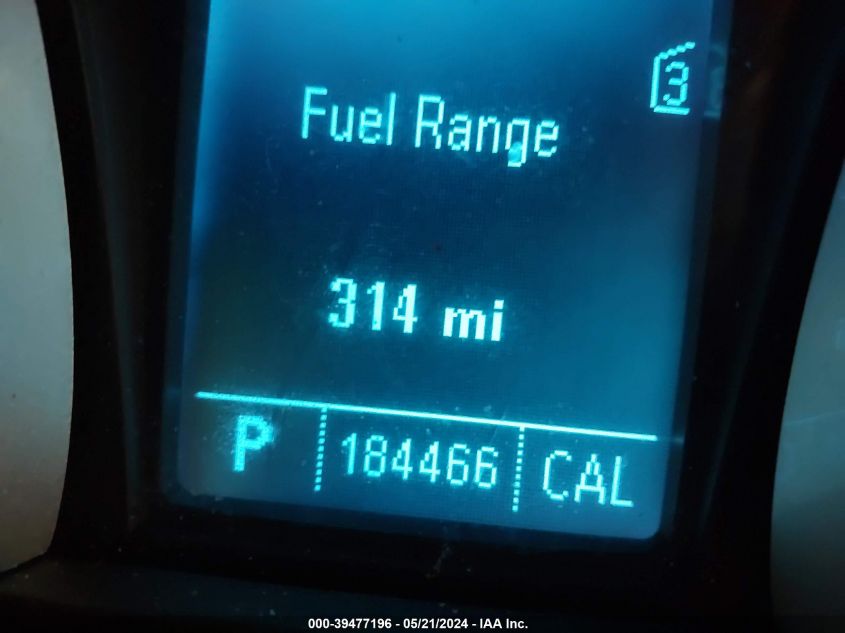 3
Fuel Range
314 mi
P 184466 CAL
000-39477196 - 05/21/2024 - IAA Inc.